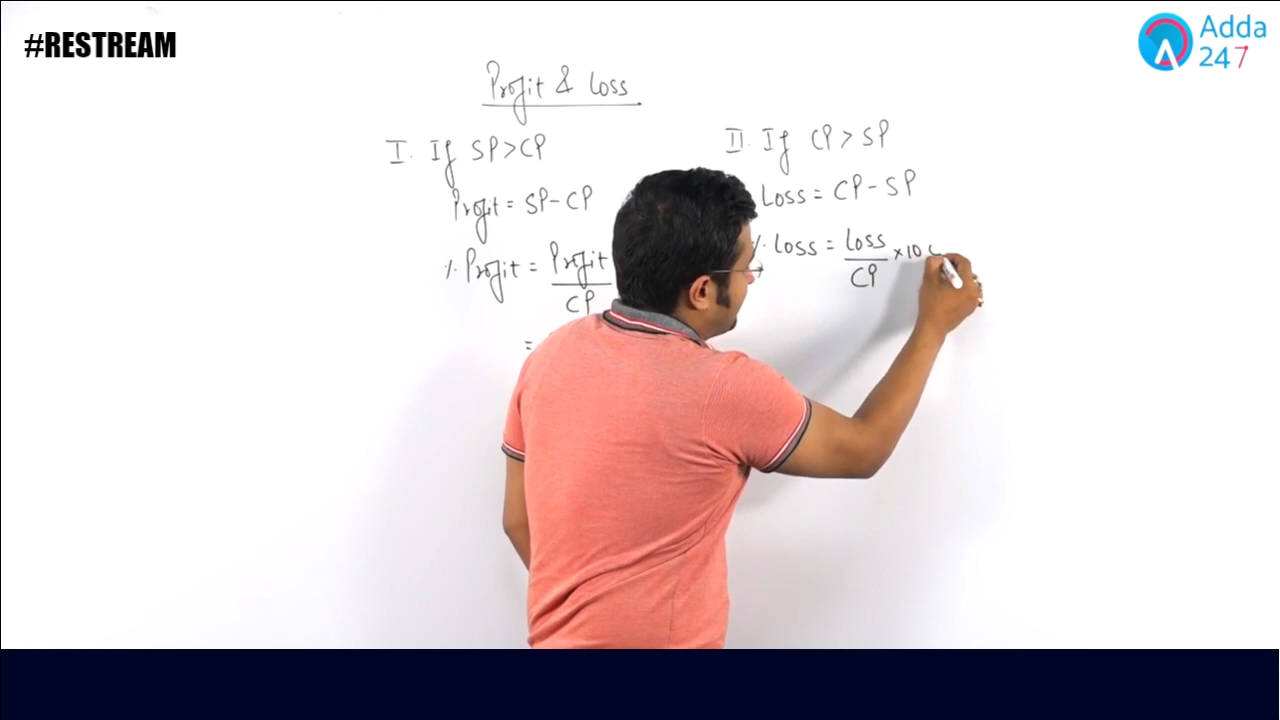 #RESTREAM
Adda
247
Profit & Loss
I. If SP>CP
Profit = SP-CP
% Profit = Profit
CP
=
II. If CP > SP
Loss = CP - SP
% Loss = Loss ×10
CP